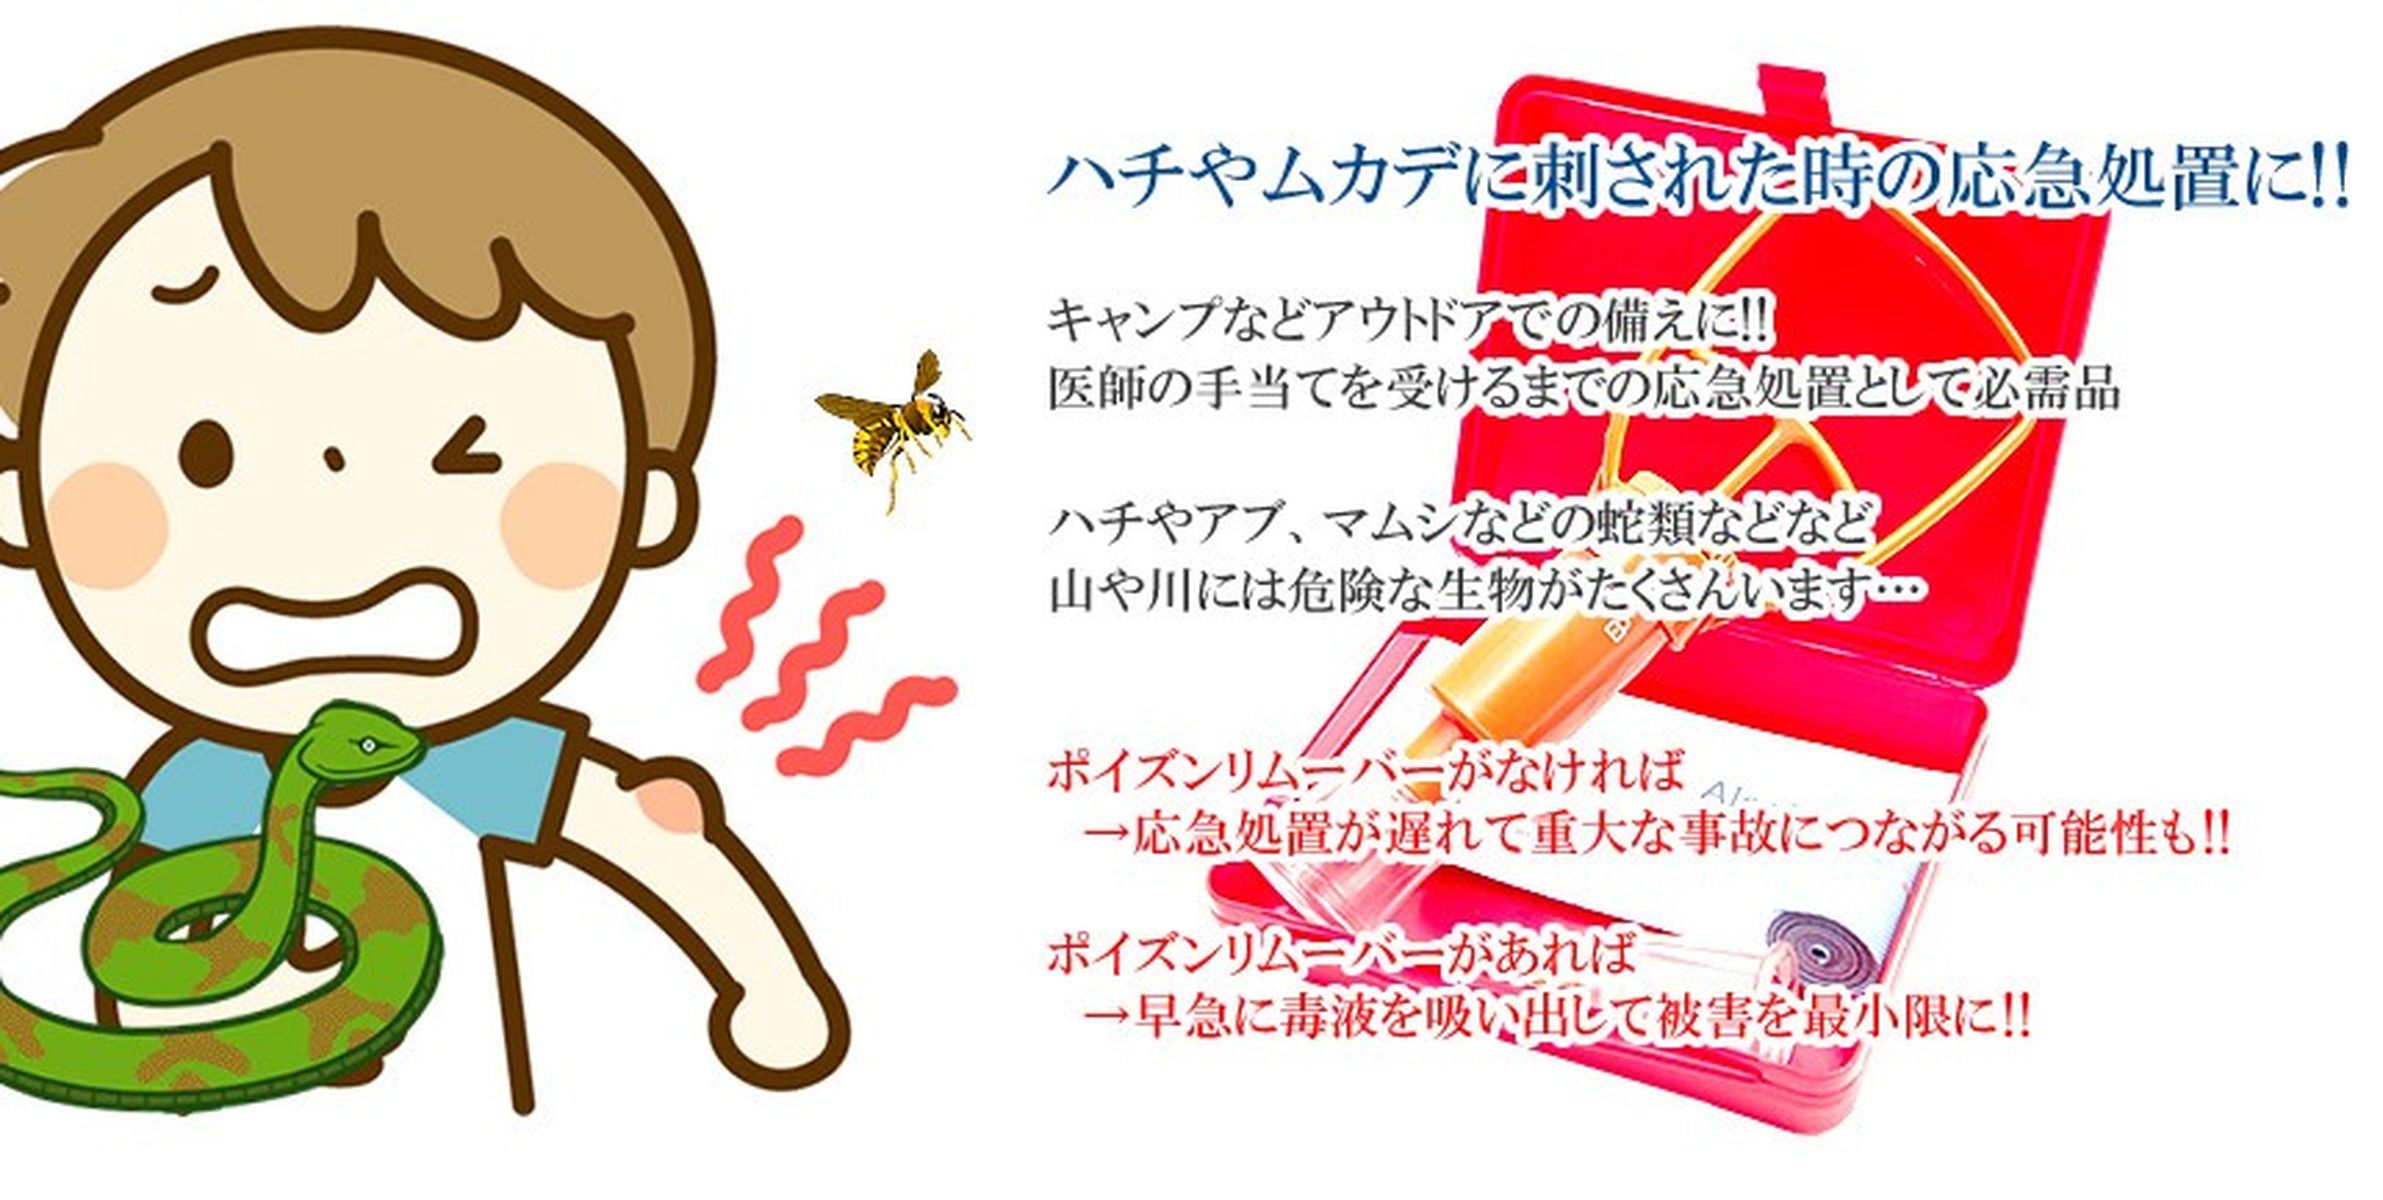 ハチやムカデに刺された時の応急処置に!!
キャンプなどアウトドアでの備えに!!
医師の手当てを受けるまでの応急処置として必需品
ハチやアブ、マムシなどの蛇類などなど
山や川には危険な生物がたくさんいます…
ポイズンリムーバーがなければ
→応急処置が遅れて重大な事故につながる可能性も!!
ポイズンリムーバーがあれば
→早急に毒液を吸い出して被害を最小限に!!